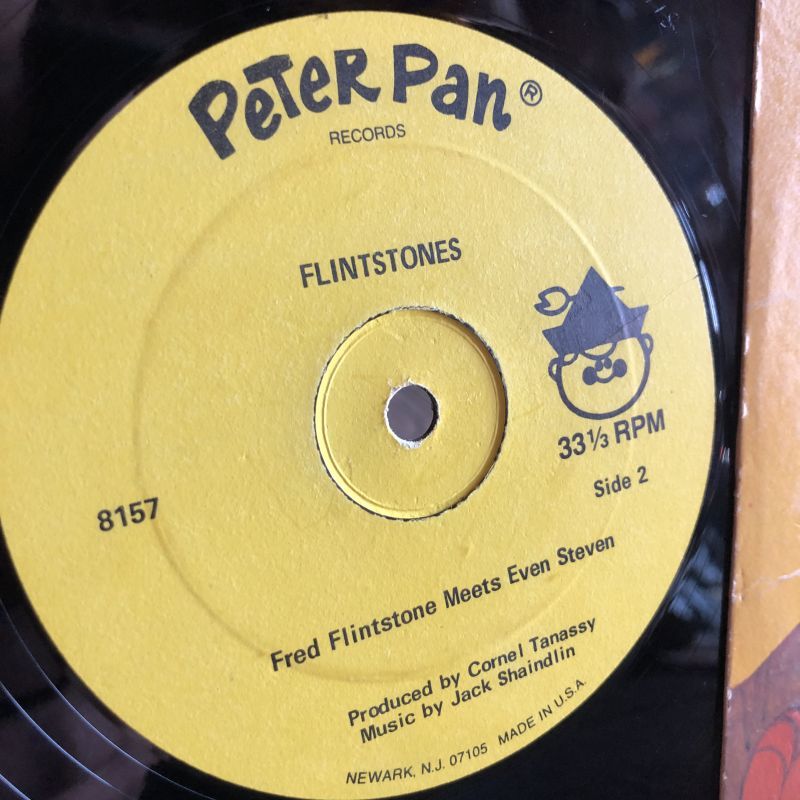 PETER Pan®
RECORDS
FLINTSTONES
33⅓ RPM
Side 2
8157
Fred Flintstone Meets Even Steven
Produced by Cornel Tanassy
Music by Jack Shaindlin
NEWARK, N.J. 07105 MADE IN U.S.A.